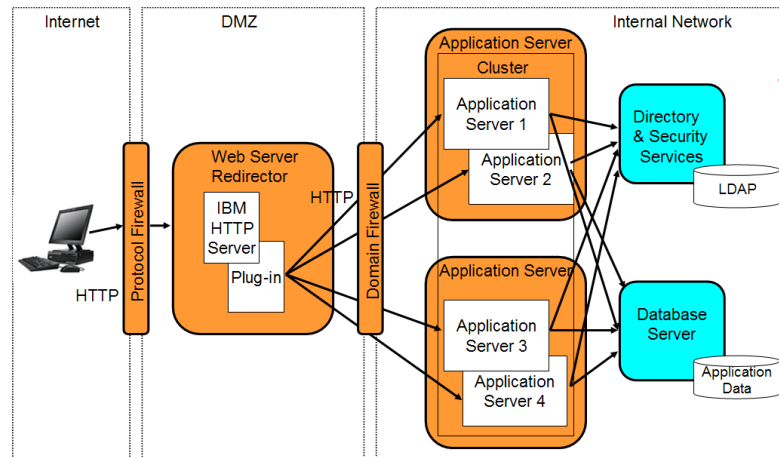 Internet
DMZ
Internal Network
HTTP
Protocol Firewall
Web Server
Redirector
IBM
HTTP
Server
Plug-in
HTTP
Domain Firewall
Application Server
Cluster
Application
Server 1
Application
Server 2
Application Server
Application
Server 3
Application
Server 4
Directory
& Security
Services
LDAP
Database
Server
Application
Data